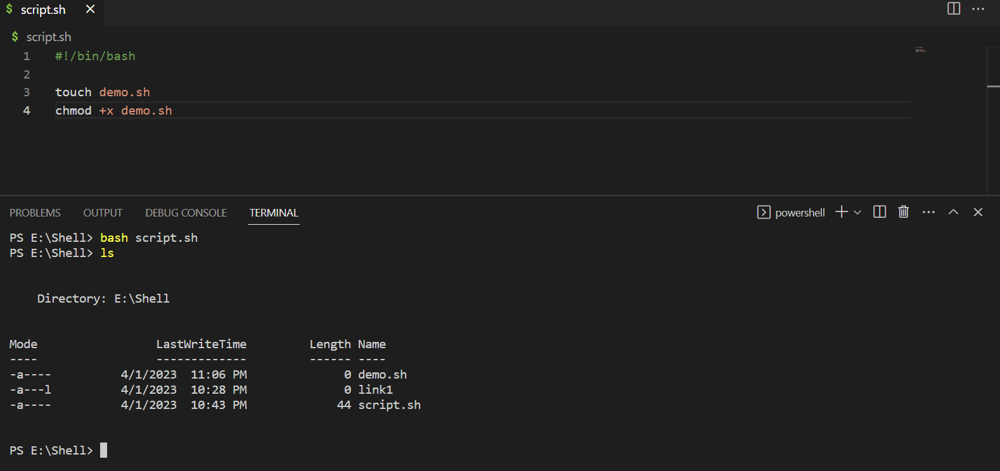 $ script.sh
$ script.sh
1 #!/bin/bash
2
3 touch demo.sh
4 chmod +x demo.sh
PROBLEMS OUTPUT DEBUG CONSOLE TERMINAL powershell
PS E:\Shell> bash script.sh
PS E:\Shell> ls
Directory: E:\Shell
Mode LastWriteTime Length Name
---- ------------- ------ ----
-a---- 4/1/2023 11:06 PM 0 demo.sh
-a---l 4/1/2023 10:28 PM 0 link1
-a---- 4/1/2023 10:43 PM 44 script.sh
PS E:\Shell>